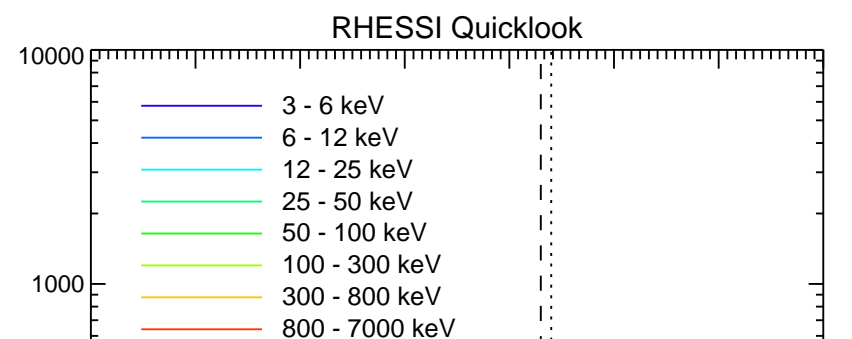 RHESSI Quicklook
10000
3 - 6 keV
6 - 12 keV
12 - 25 keV
25 - 50 keV
50 - 100 keV
100 - 300 keV
1000
300 - 800 keV
800 - 7000 keV